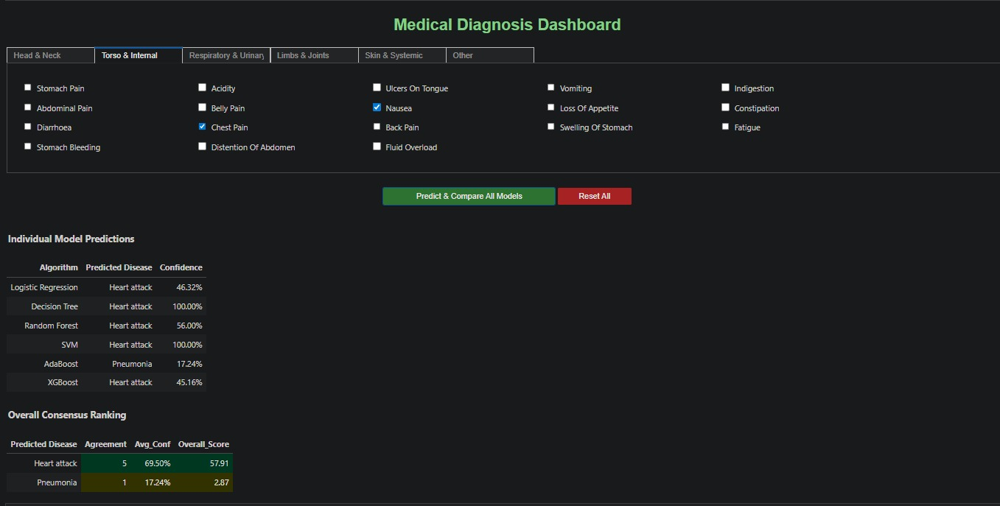 Medical Diagnosis Dashboard
Head & Neck Torso & Internal Respiratory & Urinary Limbs & Joints Skin & Systemic Other
Stomach Pain Acidity Ulcers On Tongue Vomiting Indigestion
Abdominal Pain Belly Pain Nausea Loss Of Appetite Constipation
Diarrhoea Chest Pain Back Pain Swelling Of Stomach Fatigue
Stomach Bleeding Distention Of Abdomen Fluid Overload
Predict & Compare All Models Reset All
Individual Model Predictions
Algorithm Predicted Disease Confidence
Logistic Regression Heart attack 46.32%
Decision Tree Heart attack 100.00%
Random Forest Heart attack 56.00%
SVM Heart attack 100.00%
AdaBoost Pneumonia 17.24%
XGBoost Heart attack 45.16%
Overall Consensus Ranking
Predicted Disease Agreement Avg_Conf Overall_Score
Heart attack 5 69.50% 57.91
Pneumonia 1 17.24% 2.87